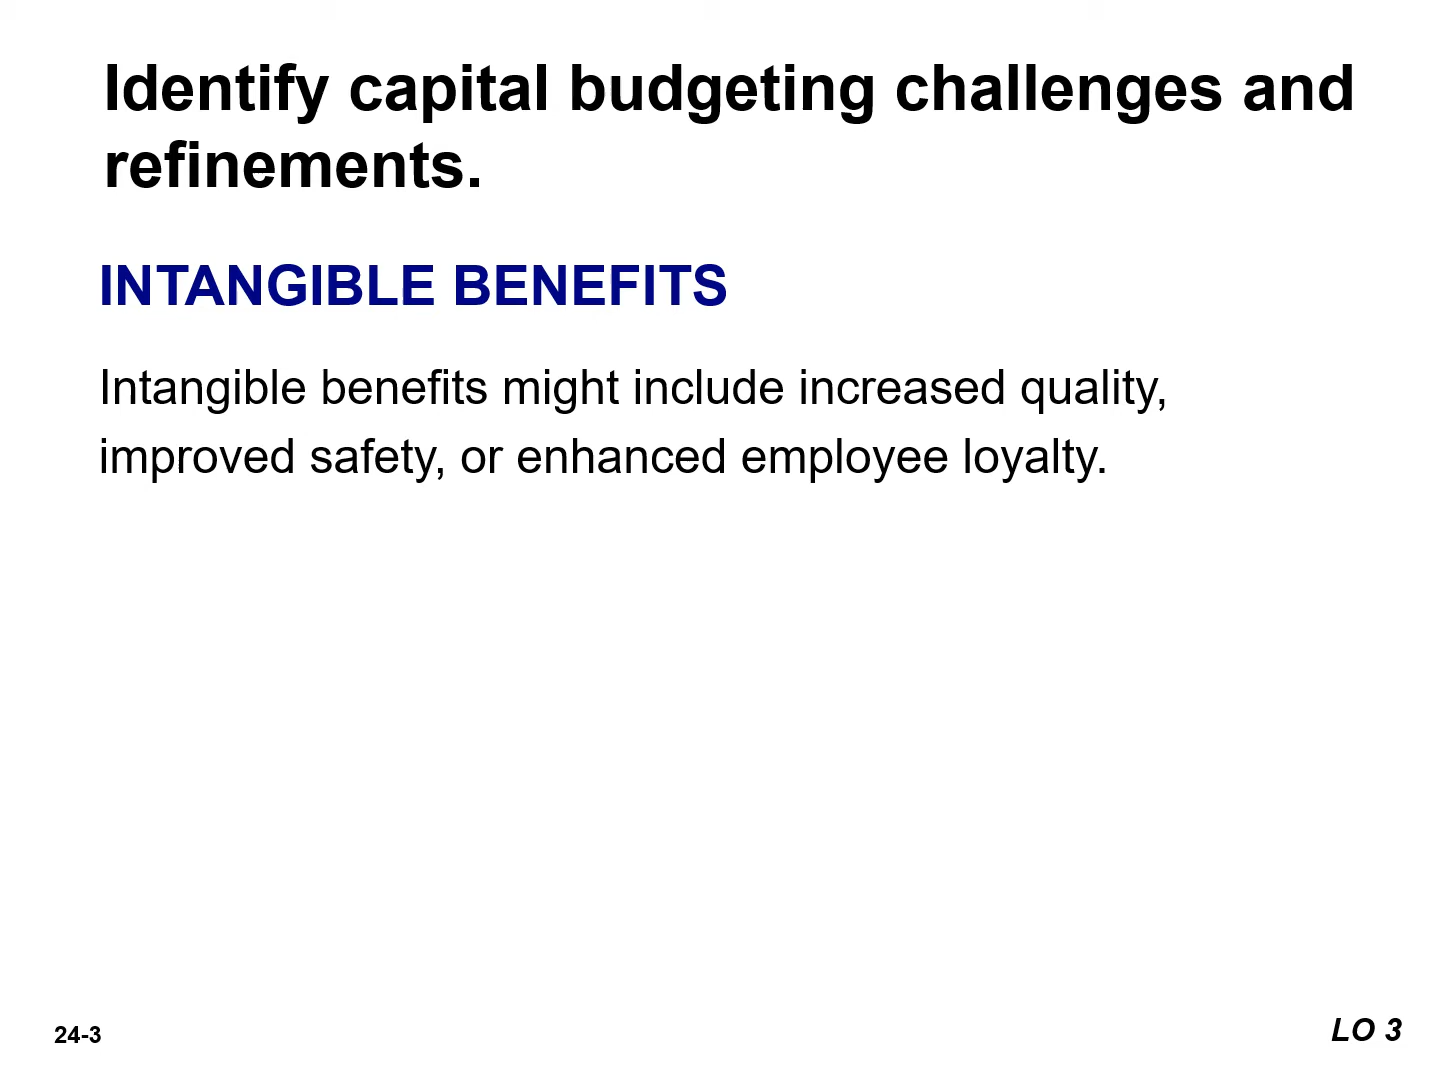 Identify capital budgeting challenges and
refinements.
INTANGIBLE BENEFITS
Intangible benefits might include increased quality,
improved safety, or enhanced employee loyalty.
24-3
LO 3